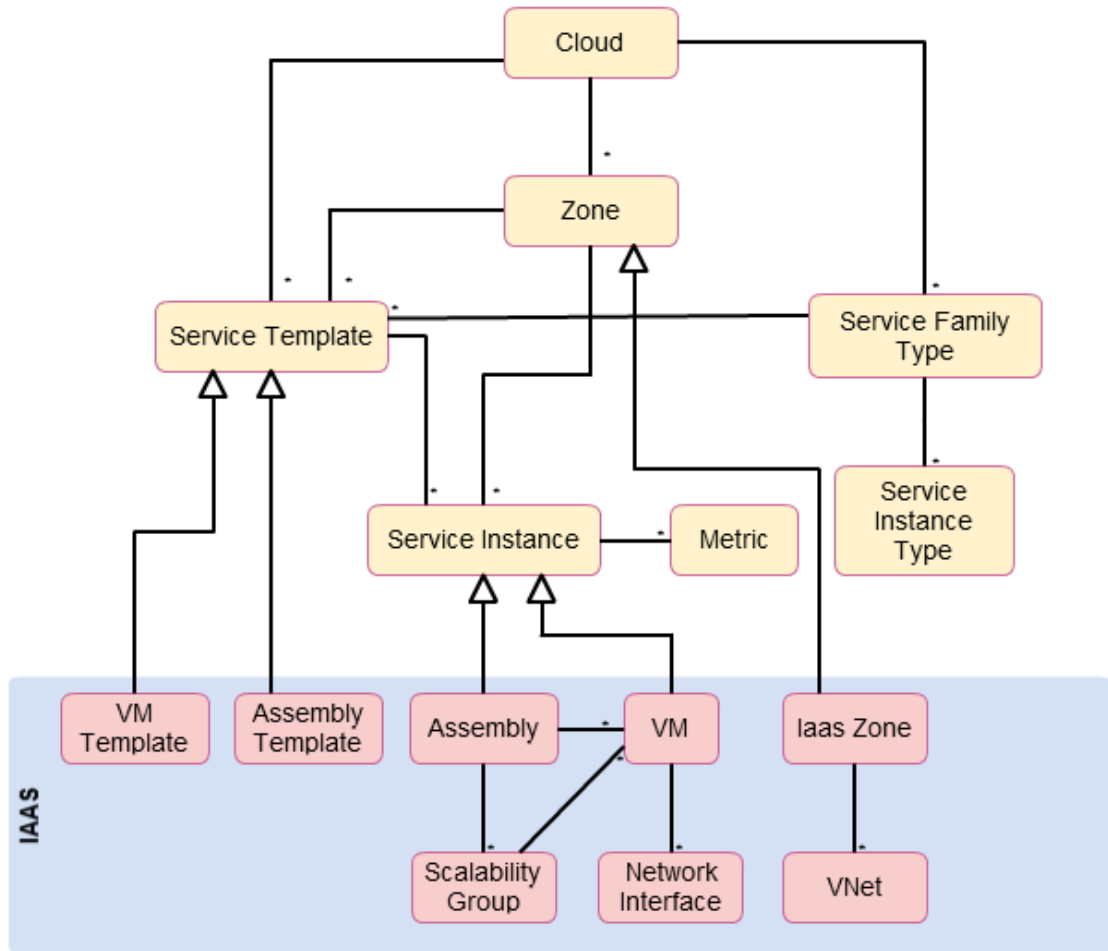 Cloud
*
Zone
*
*
*
*
Service Template
Service Family
Type
*
*
*
Service Instance
*
Metric
Service
Instance
Type
VM
Template
Assembly
Template
Assembly
*
VM
*
Iaas Zone
IAAS
*
*
*
Scalability
Group
Network
Interface
VNet